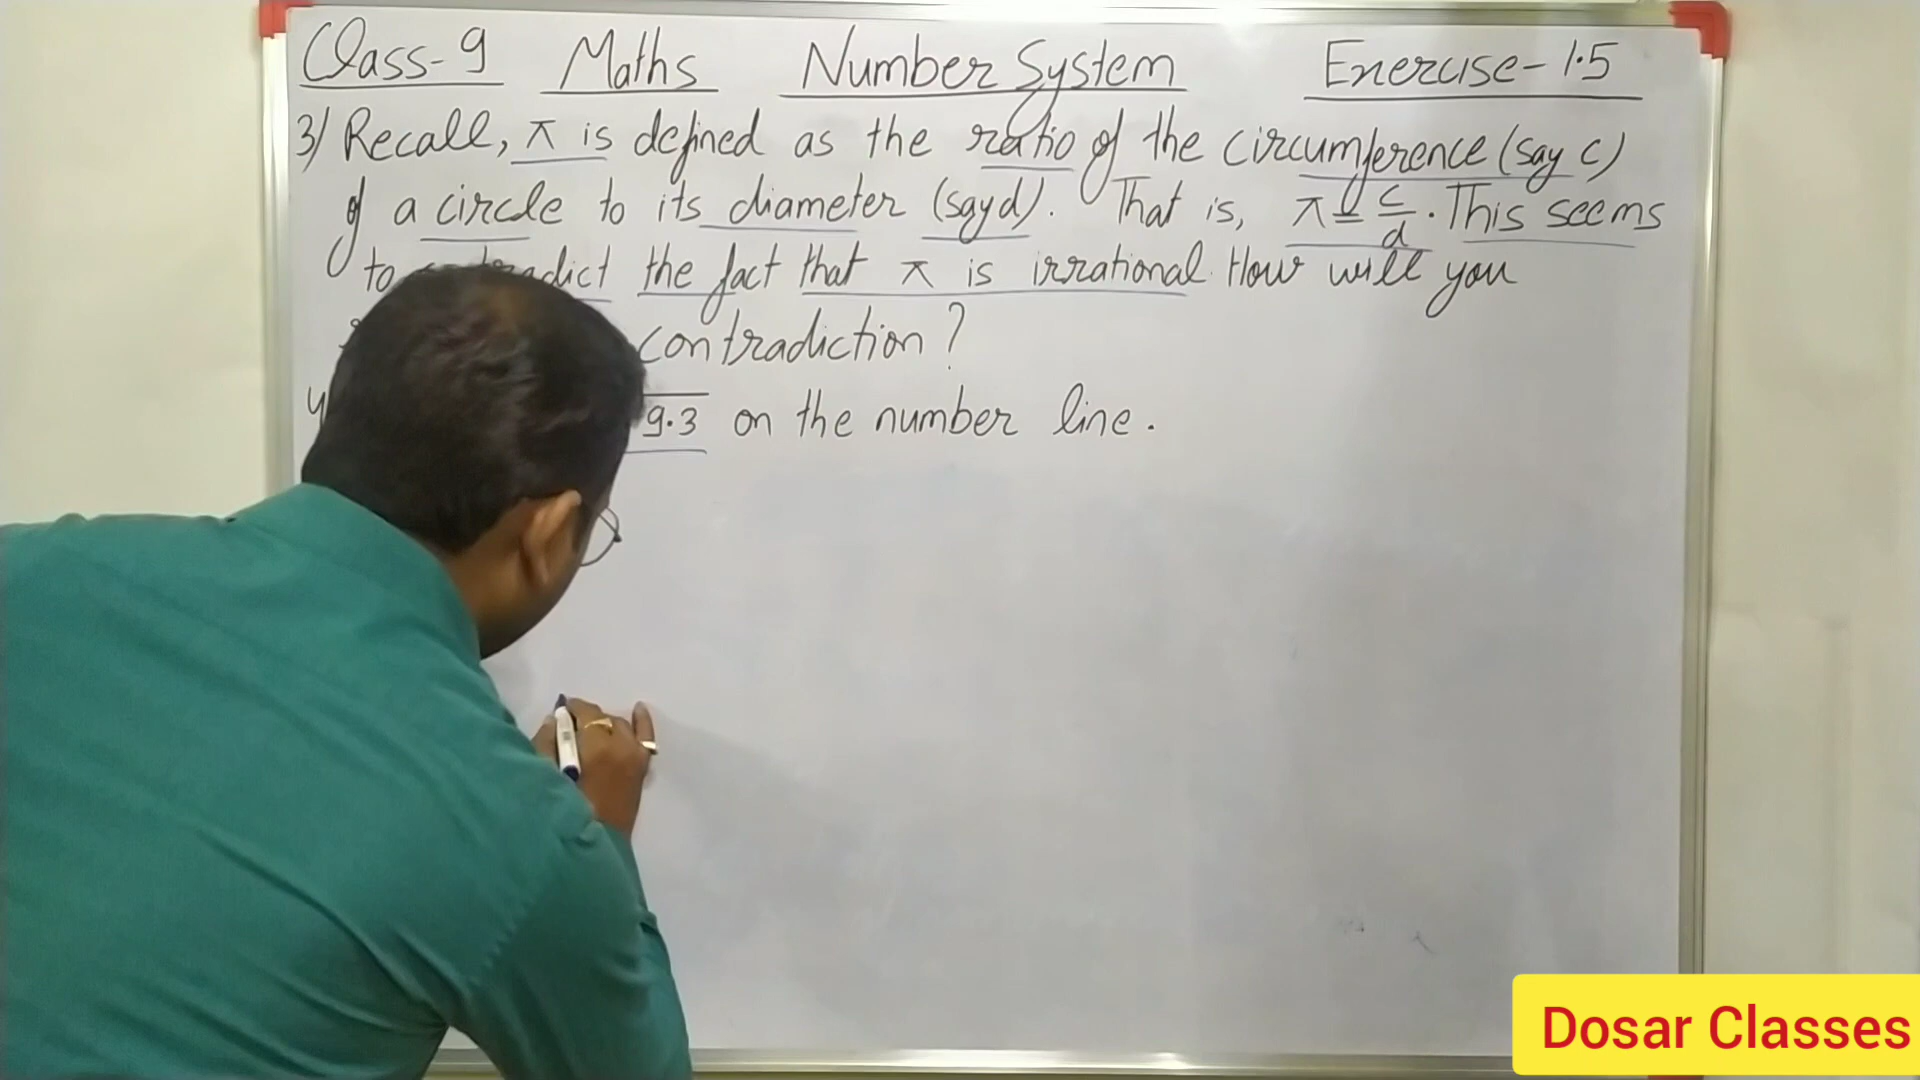 Class-9 Maths Number System Exercise-1.5
3) Recall, π is defined as the ratio of the circumference (say c)
of a circle to its diameter (say d). That is, π = c/d. This seems
to the fact that π is irrational. How will you
contradiction?
9.3 on the number line.
Dosar Classes